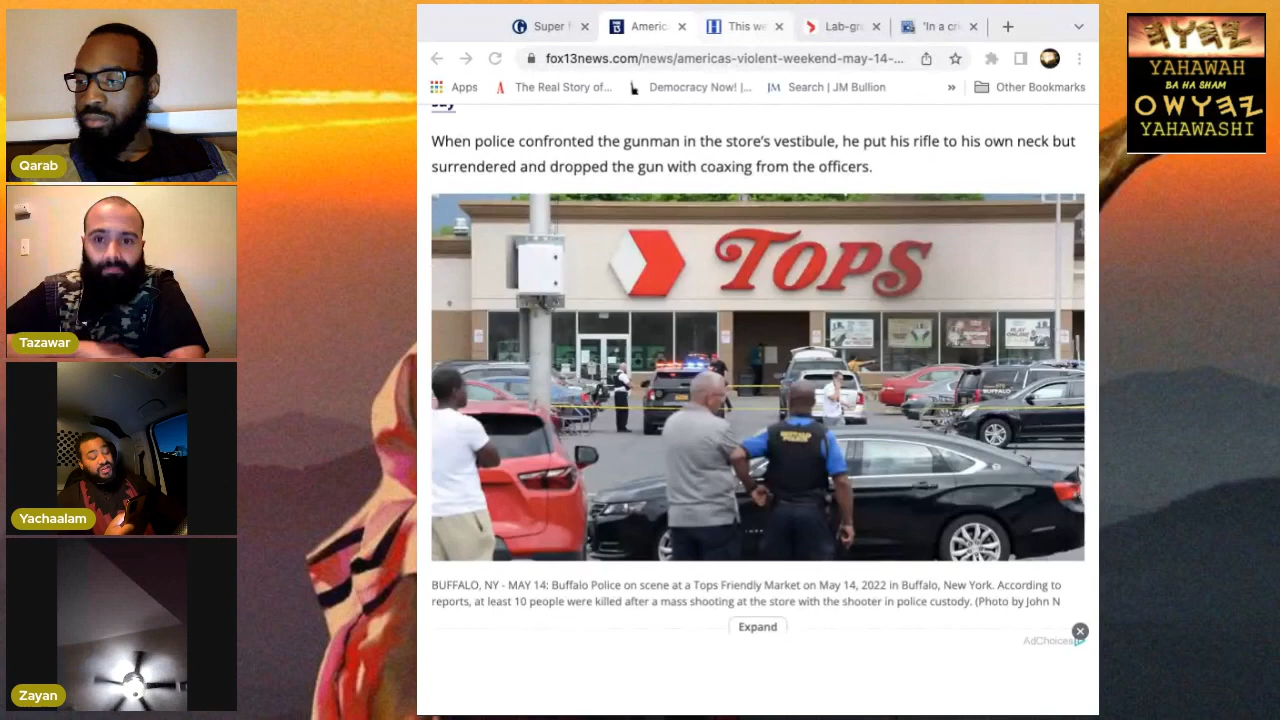 Qarab
Tazawar
Yachaalam
Zayan
Super
Americ
This we
Lab-gr
"In a cri
fox13news.com/news/americas-violent-weekend-may-14-...
Apps
The Real Story of...
Democracy Now! |...
JM
Search | JM Bullion
»
Other Bookmarks
say
When police confronted the gunman in the store's vestibule, he put his rifle to his own neck but
surrendered and dropped the gun with coaxing from the officers.
TOPS
BUFFALO, NY - MAY 14: Buffalo Police on scene at a Tops Friendly Market on May 14, 2022 in Buffalo, New York. According to
reports, at least 10 people were killed after a mass shooting at the store with the shooter in police custody. (Photo by John N
Expand
AdChoices
YAHAWAH
BA HA SHAM
YAHAWASHI